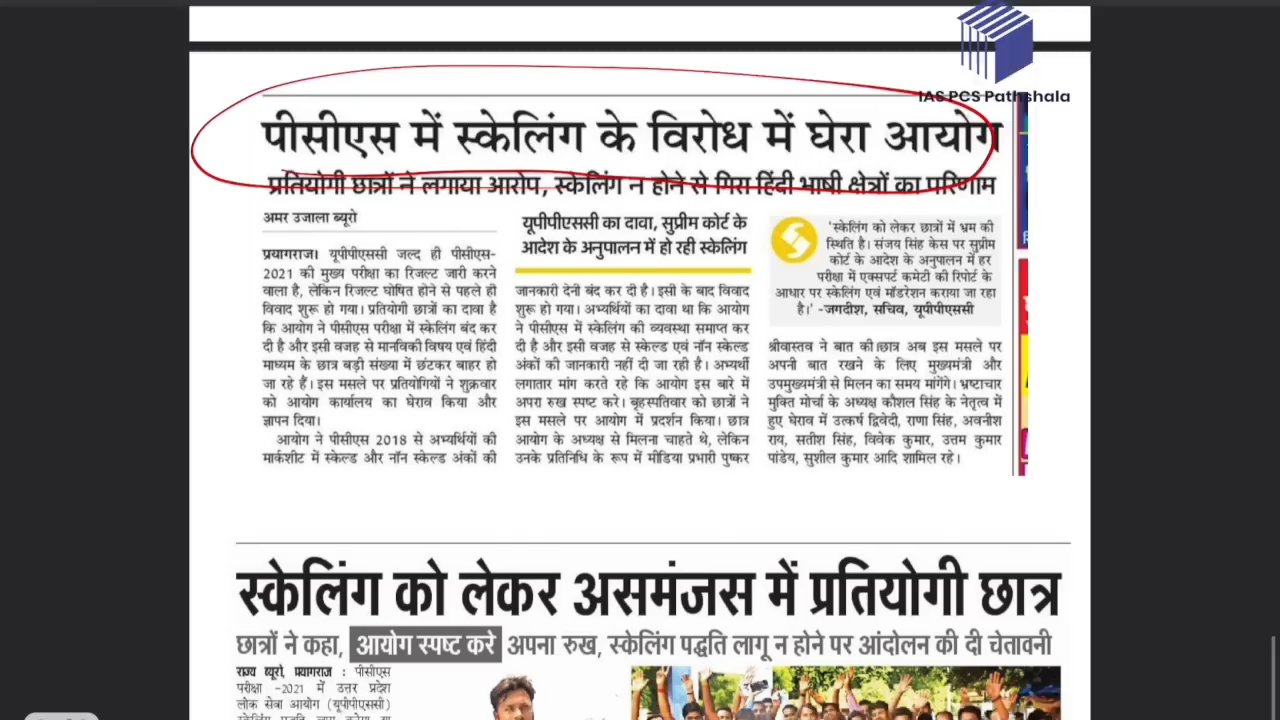 IAS PCS Pathshala
पीसीएस में स्केलिंग के विरोध में घेरा आयोग
प्रतियोगी छात्रों ने लगाया आरोप, स्केलिंग न होने से गिरा हिंदी भाषी क्षेत्रों का परिणाम
अमर उजाला ब्यूरो
प्रयागराज। यूपीपीएससी जल्द ही पीसीएस-
2021 की मुख्य परीक्षा का रिजल्ट जारी करने
वाला है, लेकिन रिजल्ट घोषित होने से पहले ही
विवाद शुरू हो गया। प्रतियोगी छात्रों का दावा है
कि आयोग ने पीसीएस परीक्षा में स्केलिंग बंद कर
दी है और इसी वजह से मानविकी विषय एवं हिंदी
माध्यम के छात्र बड़ी संख्या में छंटकर बाहर हो
जा रहे हैं। इस मसले पर प्रतियोगियों ने शुक्रवार
को आयोग कार्यालय का घेराव किया और
ज्ञापन दिया।
आयोग ने पीसीएस 2018 से अभ्यर्थियों की
मार्कशीट में स्केल्ड और नॉन स्केल्ड अंकों की
यूपीपीएससी का दावा, सुप्रीम कोर्ट के
आदेश के अनुपालन में हो रही स्केलिंग
जानकारी देनी बंद कर दी है। इसी के बाद विवाद
शुरू हो गया। अभ्यर्थियों का दावा था कि आयोग
ने पीसीएस में स्केलिंग की व्यवस्था समाप्त कर
दी है और इसी वजह से स्केल्ड एवं नॉन स्केल्ड
अंकों की जानकारी नहीं दी जा रही है। अभ्यर्थी
लगातार मांग करते रहे कि आयोग इस बारे में
अपरा रुख स्पष्ट करे। बृहस्पतिवार को छात्रों ने
इस मसले पर आयोग में प्रदर्शन किया। छात्र
आयोग के अध्यक्ष से मिलना चाहते थे, लेकिन
उनके प्रतिनिधि के रूप में मीडिया प्रभारी पुष्कर
'स्केलिंग को लेकर छात्रों में भ्रम की
स्थिति है। संजय सिंह केस पर सुप्रीम
कोर्ट के आदेश के अनुपालन में हर
परीक्षा में एक्सपर्ट कमेटी की रिपोर्ट के
आधार पर स्केलिंग एवं मॉडरेशन कराया जा रहा
है।' -जगदीश, सचिव, यूपीपीएससी
श्रीवास्तव ने बात की।छात्र अब इस मसले पर
अपनी बात रखने के लिए मुख्यमंत्री और
उपमुख्यमंत्री से मिलन का समय मांगेंगे। भ्रष्टाचार
मुक्ति मोर्चा के अध्यक्ष कौशल सिंह के नेतृत्व में
हुए घेराव में उत्कर्ष द्विवेदी, राणा सिंह, अवनीश
राय, सतीश सिंह, विवेक कुमार, उत्तम कुमार
पांडेय, सुशील कुमार आदि शामिल रहे।
स्केलिंग को लेकर असमंजस में प्रतियोगी छात्र
छात्रों ने कहा, आयोग स्पष्ट करे अपना रुख, स्केलिंग पद्धति लागू न होने पर आंदोलन की दी चेतावनी
राज्य ब्यूरो, प्रयागराज : पीसीएस
परीक्षा -2021 में उत्तर प्रदेश
लोक सेवा आयोग (यूपीपीएससी)